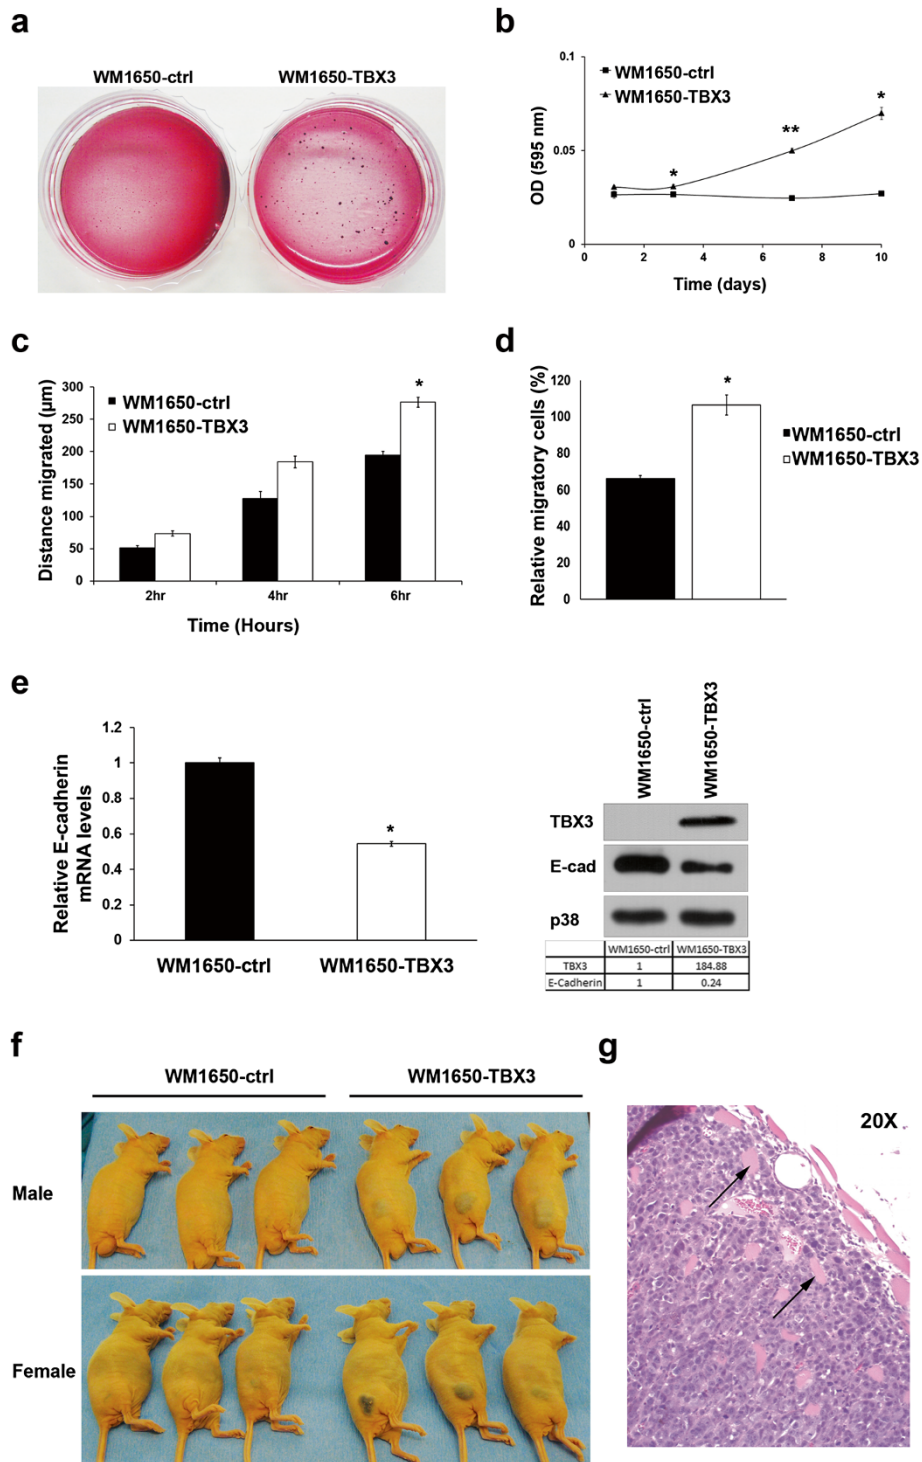 a
WM1650-ctrl
WM1650-TBX3
b
0.1
0.05
0
OD (595 nm)
WM1650-ctrl
WM1650-TBX3
*
**
*
0 2 4 6 8 10
Time (days)
c
Distance migrated (µm)
300
250
200
150
100
50
0
WM1650-ctrl
WM1650-TBX3
*
2hr 4hr 6hr
Time (Hours)
d
Relative migratory cells (%)
120
100
80
60
40
20
0
*
WM1650-ctrl
WM1650-TBX3
e
Relative E-cadherin
mRNA levels
1.2
1
0.8
0.6
0.4
0.2
0
*
WM1650-ctrl WM1650-TBX3
WM1650-ctrl
WM1650-TBX3
TBX3
E-cad
p38
WM1650-ctrl WM1650-TBX3
TBX3 1 184.88
E-Cadherin 1 0.24
f
WM1650-ctrl
WM1650-TBX3
Male
Female
g
20X